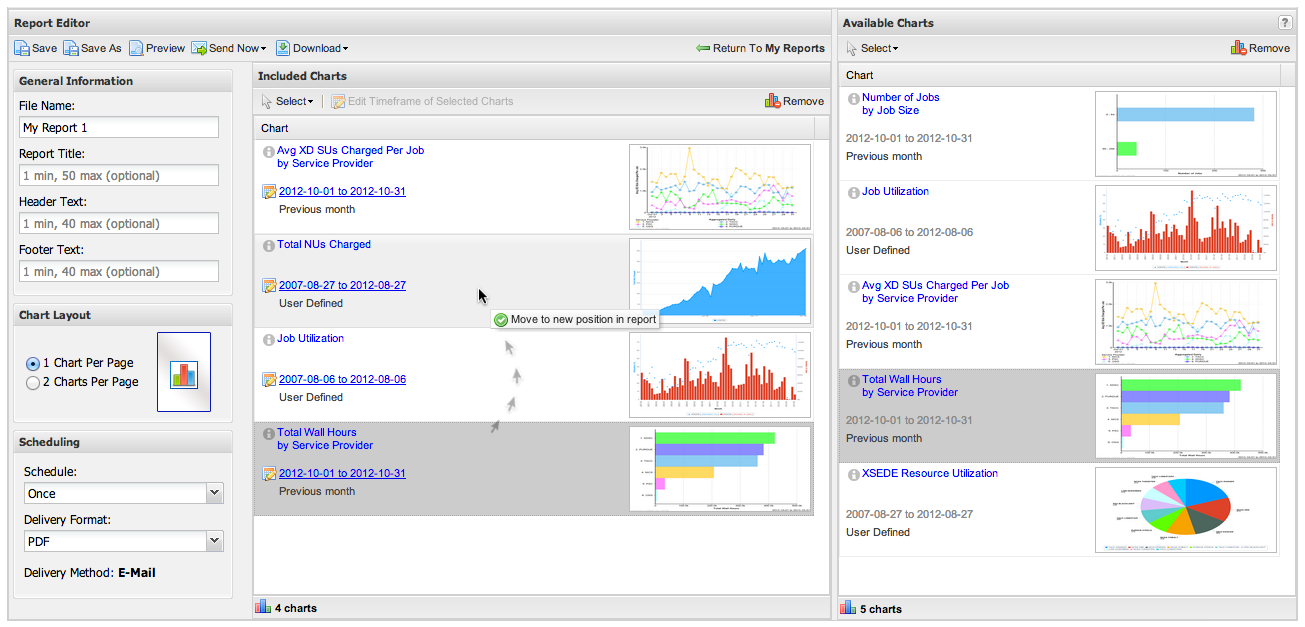 Report Editor
Save Save As Preview Send Now Download Return To My Reports
General Information
File Name:
My Report 1
Report Title:
1 min, 50 max (optional)
Header Text:
1 min, 40 max (optional)
Footer Text:
1 min, 40 max (optional)
Chart Layout
1 Chart Per Page
2 Charts Per Page
Scheduling
Schedule:
Once
Delivery Format:
PDF
Delivery Method: E-Mail
Included Charts
Select Edit Timeframe of Selected Charts Remove
Chart
Avg XD SUs Charged Per Job
by Service Provider
2012-10-01 to 2012-10-31
Previous month
Total NUs Charged
2007-08-27 to 2012-08-27
User Defined
Move to new position in report
Job Utilization
2007-08-06 to 2012-08-06
User Defined
Total Wall Hours
by Service Provider
2012-10-01 to 2012-10-31
Previous month
4 charts
Available Charts ?
Select Remove
Chart
Number of Jobs
by Job Size
2012-10-01 to 2012-10-31
Previous month
Job Utilization
2007-08-06 to 2012-08-06
User Defined
Avg XD SUs Charged Per Job
by Service Provider
2012-10-01 to 2012-10-31
Previous month
Total Wall Hours
by Service Provider
2012-10-01 to 2012-10-31
Previous month
XSEDE Resource Utilization
2007-08-27 to 2012-08-27
User Defined
5 charts